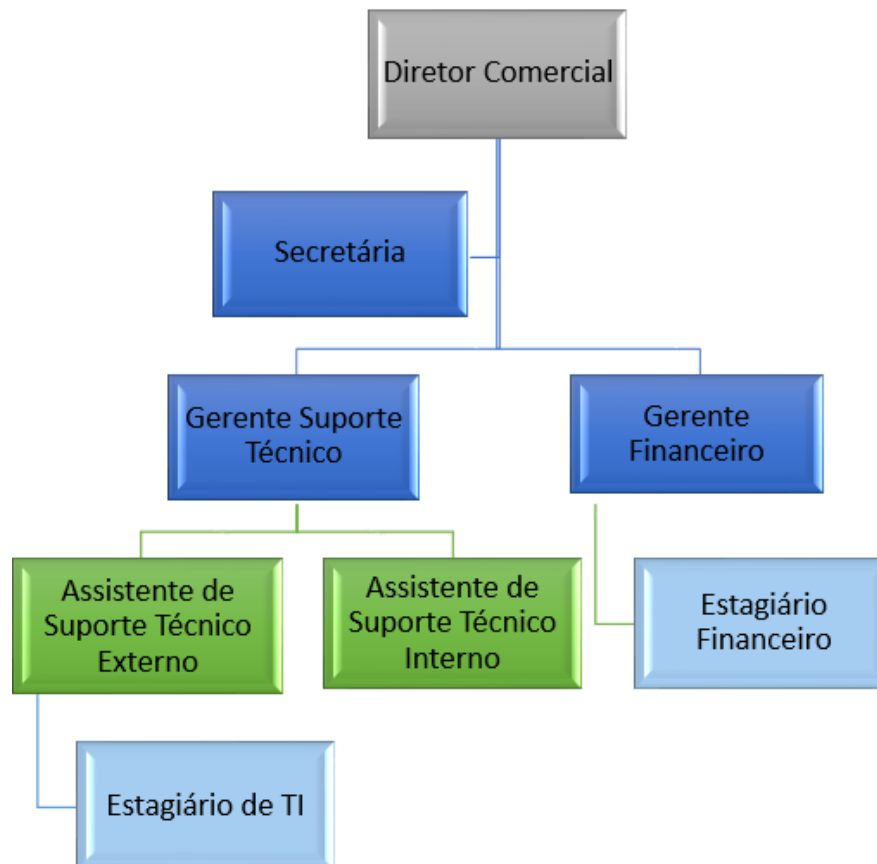 Diretor Comercial
Secretária
Gerente Suporte
Técnico
Gerente
Financeiro
Assistente de
Suporte Técnico
Externo
Assistente de
Suporte Técnico
Interno
Estagiário
Financeiro
Estagiário de TI